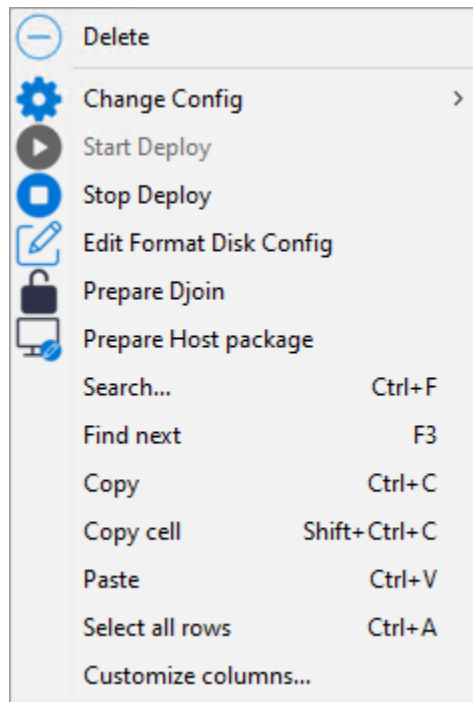 Delete
Change Config
Start Deploy
Stop Deploy
Edit Format Disk Config
Prepare Djoin
Prepare Host package
Search... Ctrl+F
Find next F3
Copy Ctrl+C
Copy cell Shift+Ctrl+C
Paste Ctrl+V
Select all rows Ctrl+A
Customize columns...